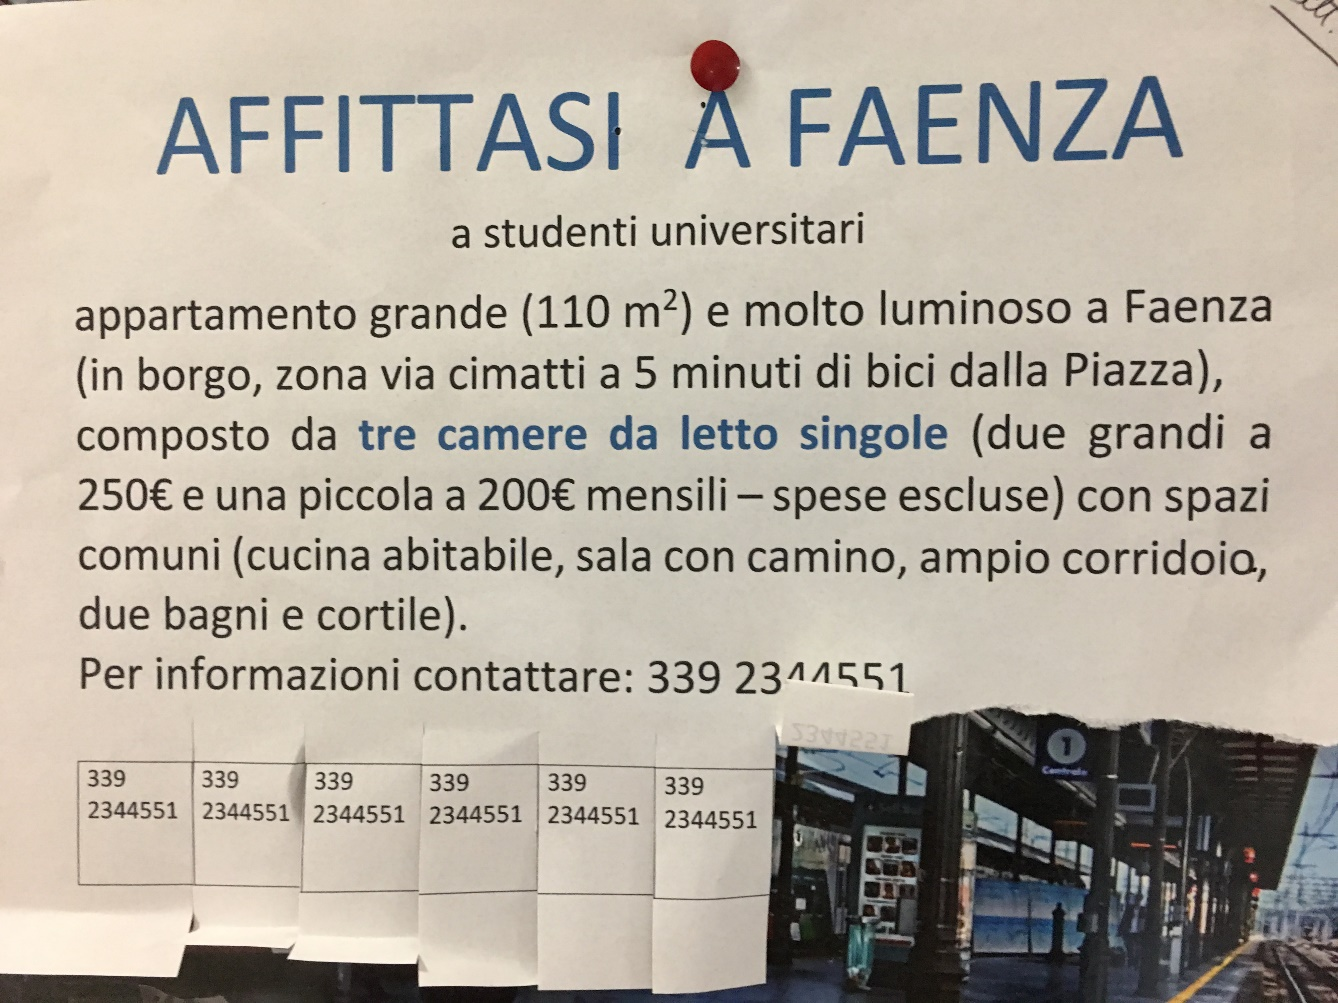 AFFITTASI A FAENZA
a studenti universitari
appartamento grande (110 m²) e molto luminoso a Faenza
(in borgo, zona via cimatti a 5 minuti di bici dalla Piazza),
composto da tre camere da letto singole (due grandi a
250€ e una piccola a 200€ mensili – spese escluse) con spazi
comuni (cucina abitabile, sala con camino, ampio corridoio,
due bagni e cortile).
Per informazioni contattare: 339 2344551
2344551
339
2344551
339
2344551
339
2344551
339
2344551
339
2344551
339
2344551
1
Centrale